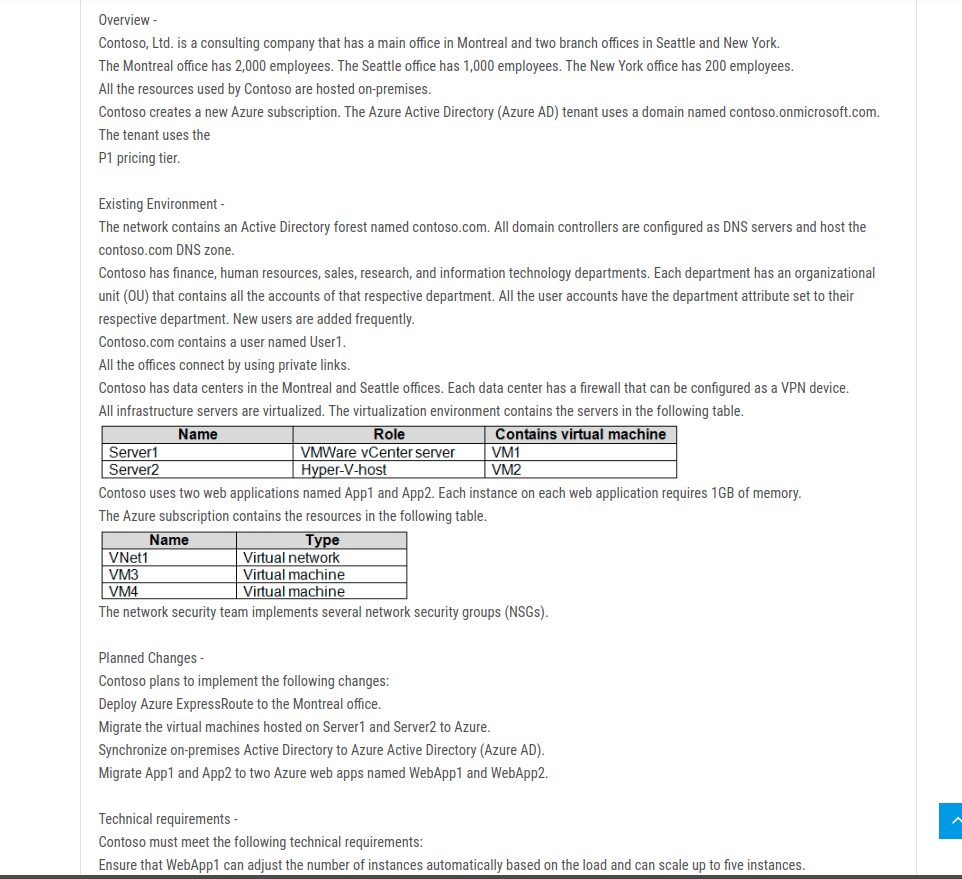 Overview -
Contoso, Ltd. is a consulting company that has a main office in Montreal and two branch offices in Seattle and New York.
The Montreal office has 2,000 employees. The Seattle office has 1,000 employees. The New York office has 200 employees.
All the resources used by Contoso are hosted on-premises.
Contoso creates a new Azure subscription. The Azure Active Directory (Azure AD) tenant uses a domain named contoso.onmicrosoft.com.
The tenant uses the
P1 pricing tier.
Existing Environment -
The network contains an Active Directory forest named contoso.com. All domain controllers are configured as DNS servers and host the
contoso.com DNS zone.
Contoso has finance, human resources, sales, research, and information technology departments. Each department has an organizational
unit (OU) that contains all the accounts of that respective department. All the user accounts have the department attribute set to their
respective department. New users are added frequently.
Contoso.com contains a user named User1.
All the offices connect by using private links.
Contoso has data centers in the Montreal and Seattle offices. Each data center has a firewall that can be configured as a VPN device.
All infrastructure servers are virtualized. The virtualization environment contains the servers in the following table.
Name Role Contains virtual machine
Server1 VMWare vCenter server VM1
Server2 Hyper-V-host VM2
Contoso uses two web applications named App1 and App2. Each instance on each web application requires 1GB of memory.
The Azure subscription contains the resources in the following table.
Name Type
VNet1 Virtual network
VM3 Virtual machine
VM4 Virtual machine
The network security team implements several network security groups (NSGs).
Planned Changes -
Contoso plans to implement the following changes:
Deploy Azure ExpressRoute to the Montreal office.
Migrate the virtual machines hosted on Server1 and Server2 to Azure.
Synchronize on-premises Active Directory to Azure Active Directory (Azure AD).
Migrate App1 and App2 to two Azure web apps named WebApp1 and WebApp2.
Technical requirements -
Contoso must meet the following technical requirements:
Ensure that WebApp1 can adjust the number of instances automatically based on the load and can scale up to five instances.